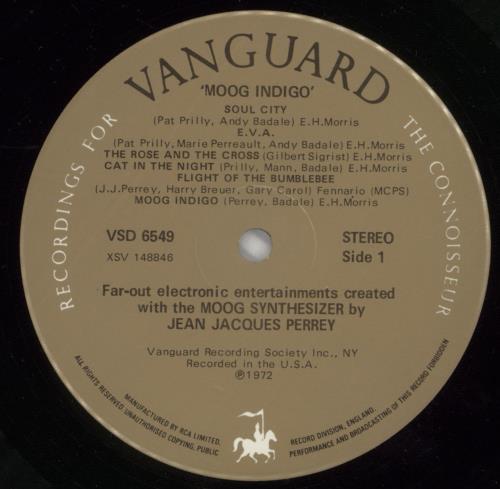 VANGUARD
RECORDINGS FOR THE CONNOISSEUR
'MOOG INDIGO'
SOUL CITY
(Pat Prilly, Andy Badale) E.H.Morris
E.V.A.
(Pat Prilly, Marie Perreault, Andy Badale) E.H.Morris
THE ROSE AND THE CROSS (Gilbert Sigrist) E.H.Morris
CAT IN THE NIGHT (Prilly, Mann, Badale) E.H.Morris
FLIGHT OF THE BUMBLEBEE
(J.J.Perrey, Harry Breuer, Gary Carol) Fennario (MCPS)
MOOG INDIGO (Perrey, Badale) E.H.Morris
VSD 6549 STEREO
XSV 148846 Side 1
Far-out electronic entertainments created
with the MOOG SYNTHESIZER by
JEAN JACQUES PERREY
Vanguard Recording Society Inc., NY
Recorded in the U.S.A.
℗1972
MANUFACTURED BY RCA LIMITED, RECORD DIVISION, ENGLAND.
ALL RIGHTS RESERVED. UNAUTHORISED COPYING, PUBLIC PERFORMANCE AND BROADCASTING OF THIS RECORD FORBIDDEN